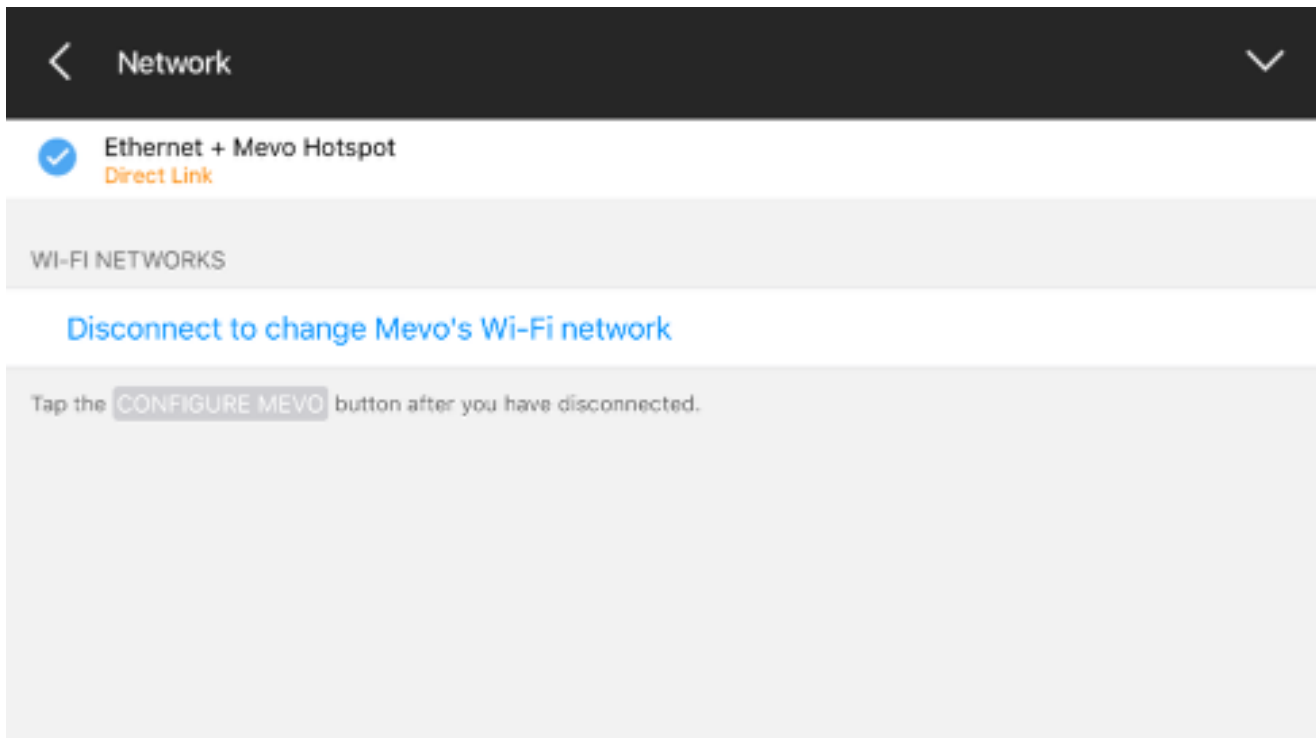 Network
Ethernet + Mevo Hotspot
Direct Link
WI-FI NETWORKS
Disconnect to change Mevo's Wi-Fi network
Tap the CONFIGURE MEVO button after you have disconnected.